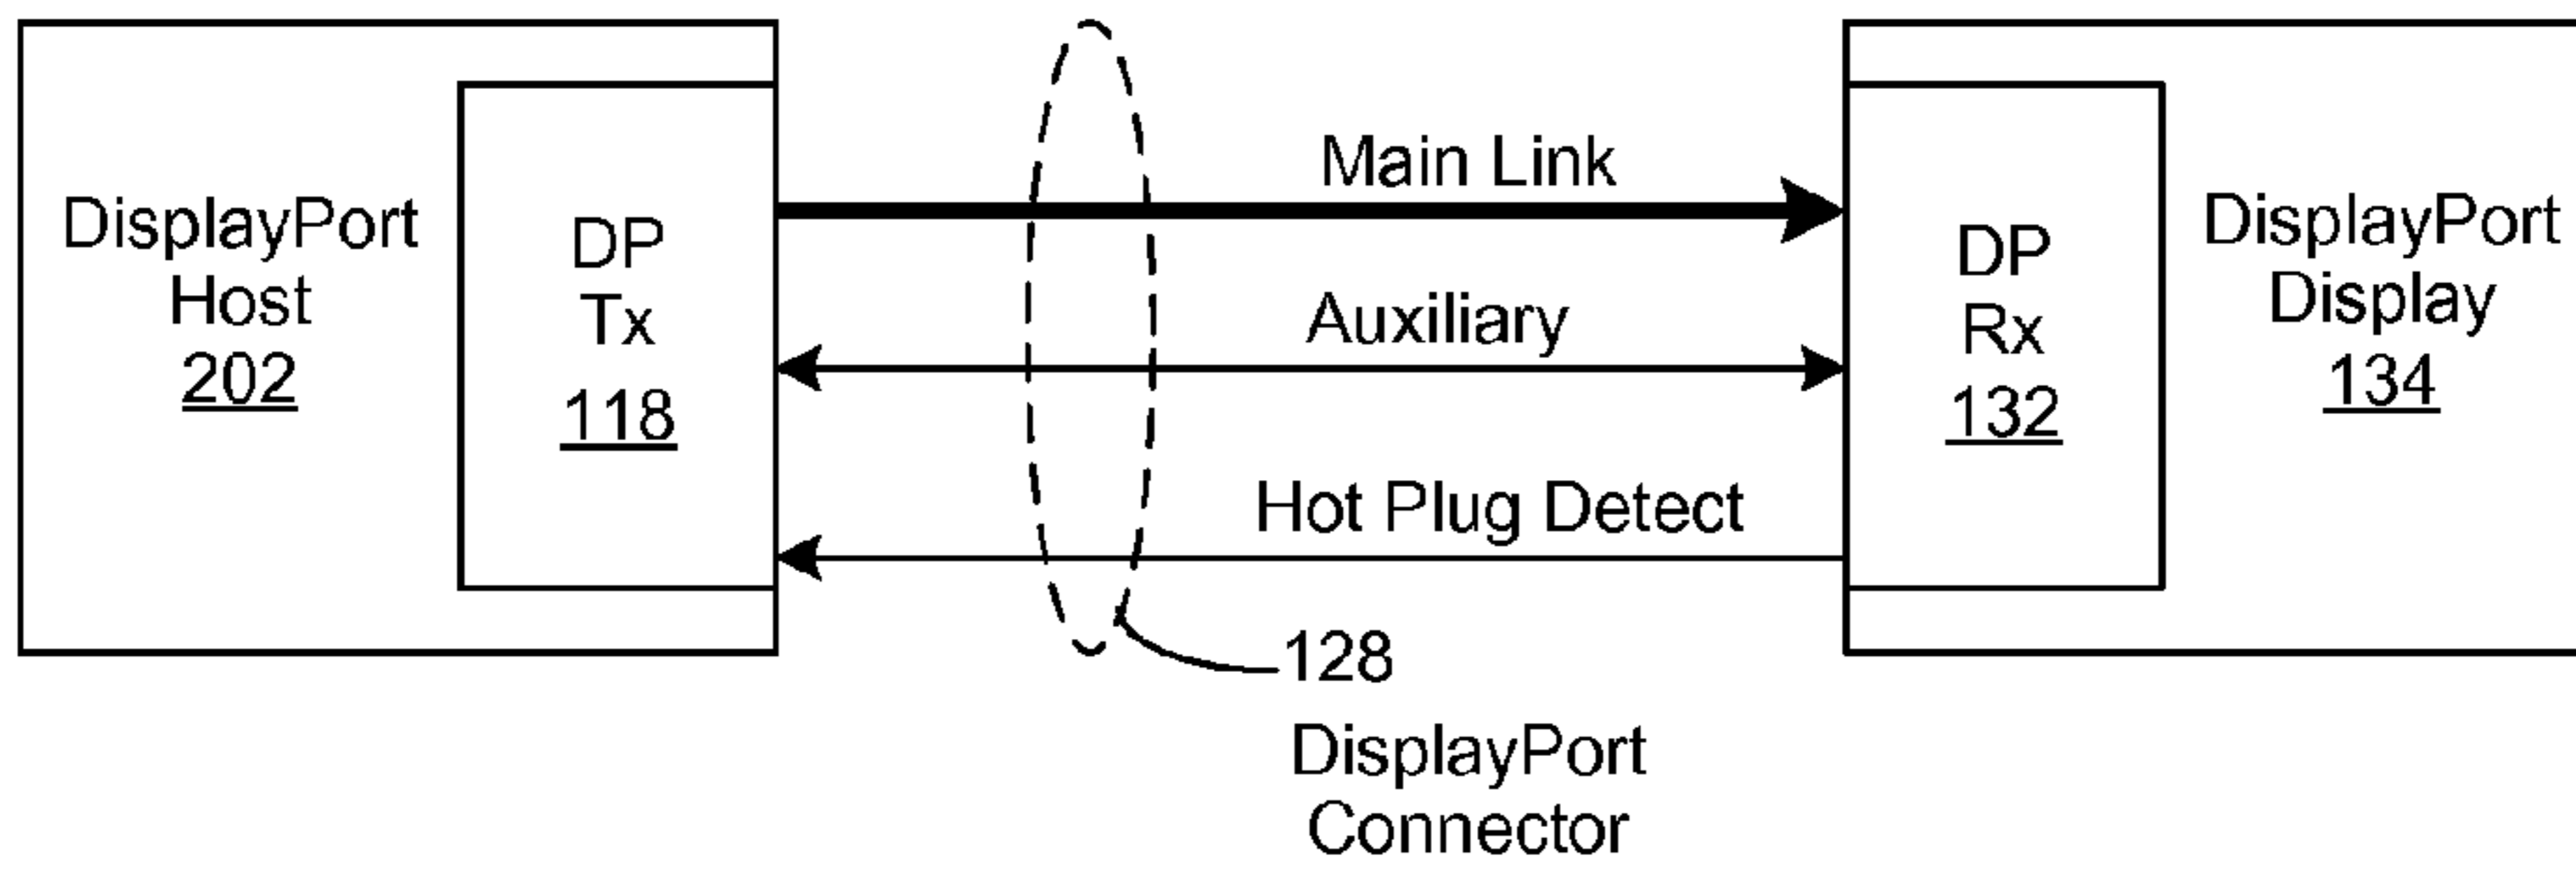 DisplayPort
Host
202
DP
Tx
118
Main Link
Auxiliary
Hot Plug Detect
128
DisplayPort
Connector
DP
Rx
132
DisplayPort
Display
134